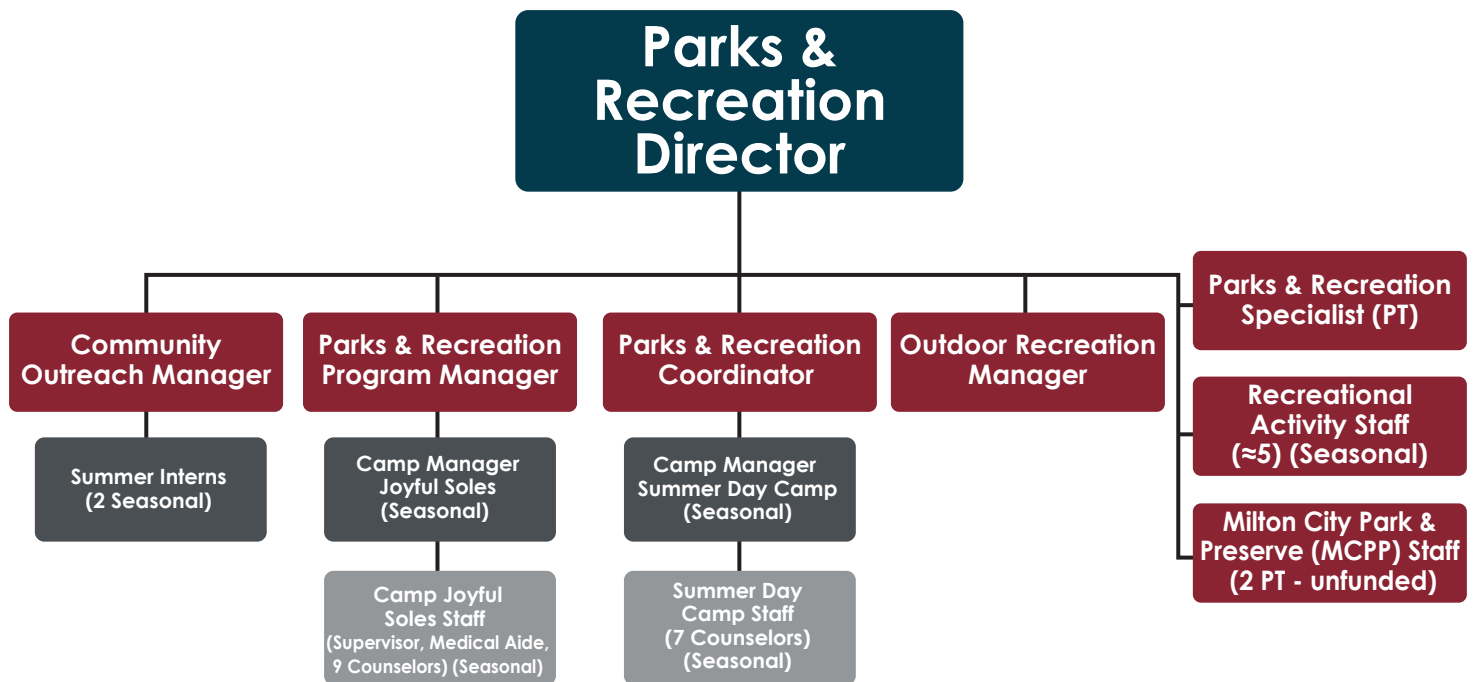 Parks &
Recreation
Director
Community
Outreach Manager
Parks & Recreation
Program Manager
Parks & Recreation
Coordinator
Outdoor Recreation
Manager
Parks & Recreation
Specialist (PT)
Recreational
Activity Staff
(≈5) (Seasonal)
Milton City Park &
Preserve (MCPP) Staff
(2 PT - unfunded)
Summer Interns
(2 Seasonal)
Camp Manager
Joyful Soles
(Seasonal)
Camp Manager
Summer Day Camp
(Seasonal)
Camp Joyful
Soles Staff
(Supervisor, Medical Aide,
9 Counselors) (Seasonal)
Summer Day
Camp Staff
(7 Counselors)
(Seasonal)